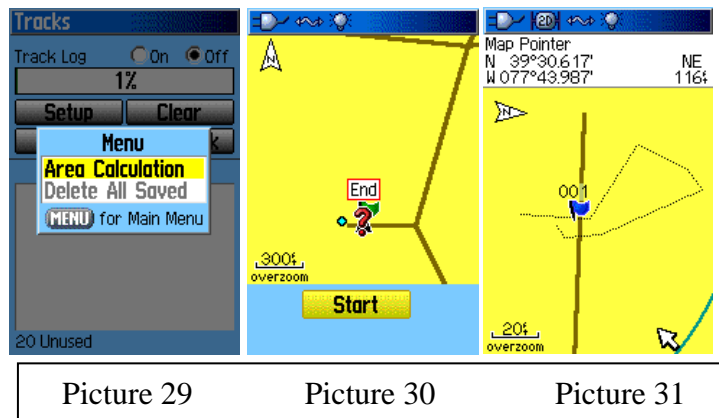 Tracks
Track Log On Off
1%
Setup Clear
Menu
Area Calculation
Delete All Saved
MENU for Main Menu
20 Unused
N
End
300ft
overzoom
Start
2D
Map Pointer
N 39°30.617' NE
W 077°43.987' 116ft
N
001
20ft
overzoom
Picture 29 Picture 30 Picture 31